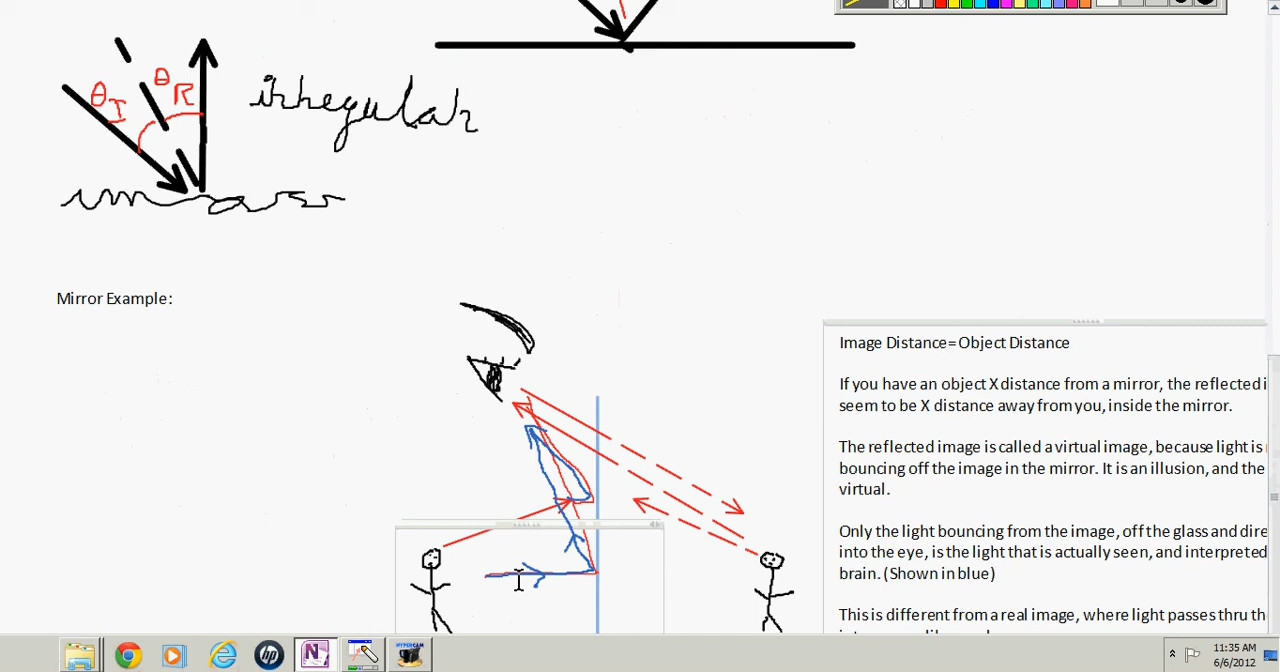 θI
θR
irregular
Mirror Example:
Image Distance=Object Distance
If you have an object X distance from a mirror, the reflected i
seem to be X distance away from you, inside the mirror.
The reflected image is called a virtual image, because light is
bouncing off the image in the mirror. It is an illusion, and the
virtual.
Only the light bouncing from the image, off the glass and dire
into the eye, is the light that is actually seen, and interpreted
brain. (Shown in blue)
This is different from a real image, where light passes thru the
hp
HYPERCAM
11:35 AM
6/6/2012